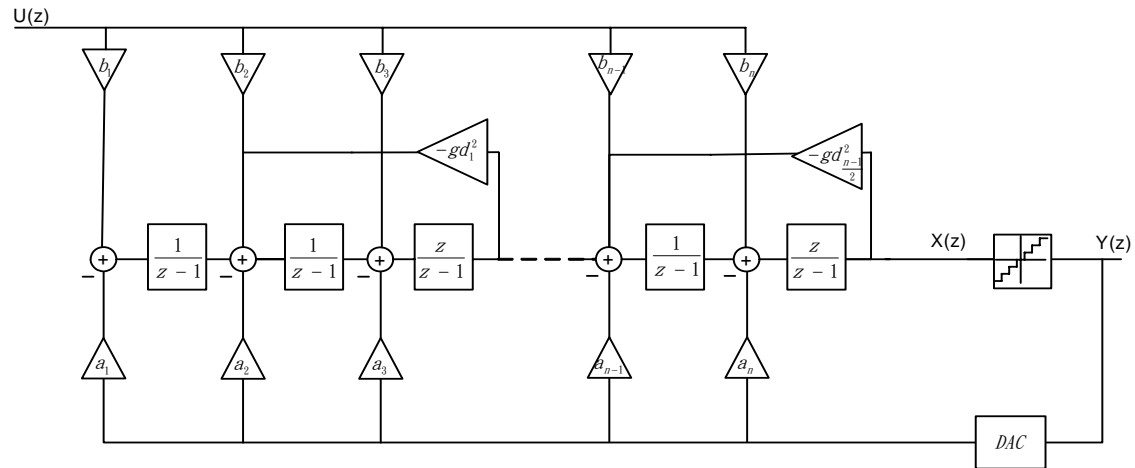 U(z)
b₁ b₂ b₃ bₙ₋₁ bₙ
−gd₁² −gd²_{(n−1)/2}
X(z) Y(z)
+ 1/(z − 1) + 1/(z − 1) + z/(z − 1) + 1/(z − 1) + z/(z − 1)
− − − − −
a₁ a₂ a₃ aₙ₋₁ aₙ
DAC